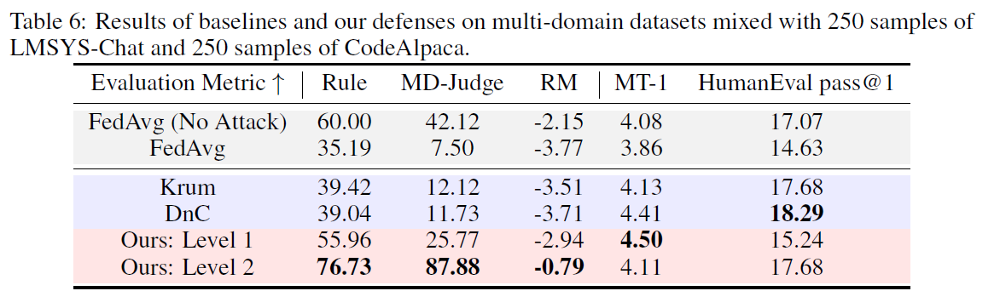 Table 6: Results of baselines and our defenses on multi-domain datasets mixed with 250 samples of
LMSYS-Chat and 250 samples of CodeAlpaca.
Evaluation Metric ↑ Rule MD-Judge RM MT-1 HumanEval pass@1
FedAvg (No Attack) 60.00 42.12 -2.15 4.08 17.07
FedAvg 35.19 7.50 -3.77 3.86 14.63
Krum 39.42 12.12 -3.51 4.13 17.68
DnC 39.04 11.73 -3.71 4.41 18.29
Ours: Level 1 55.96 25.77 -2.94 4.50 15.24
Ours: Level 2 76.73 87.88 -0.79 4.11 17.68